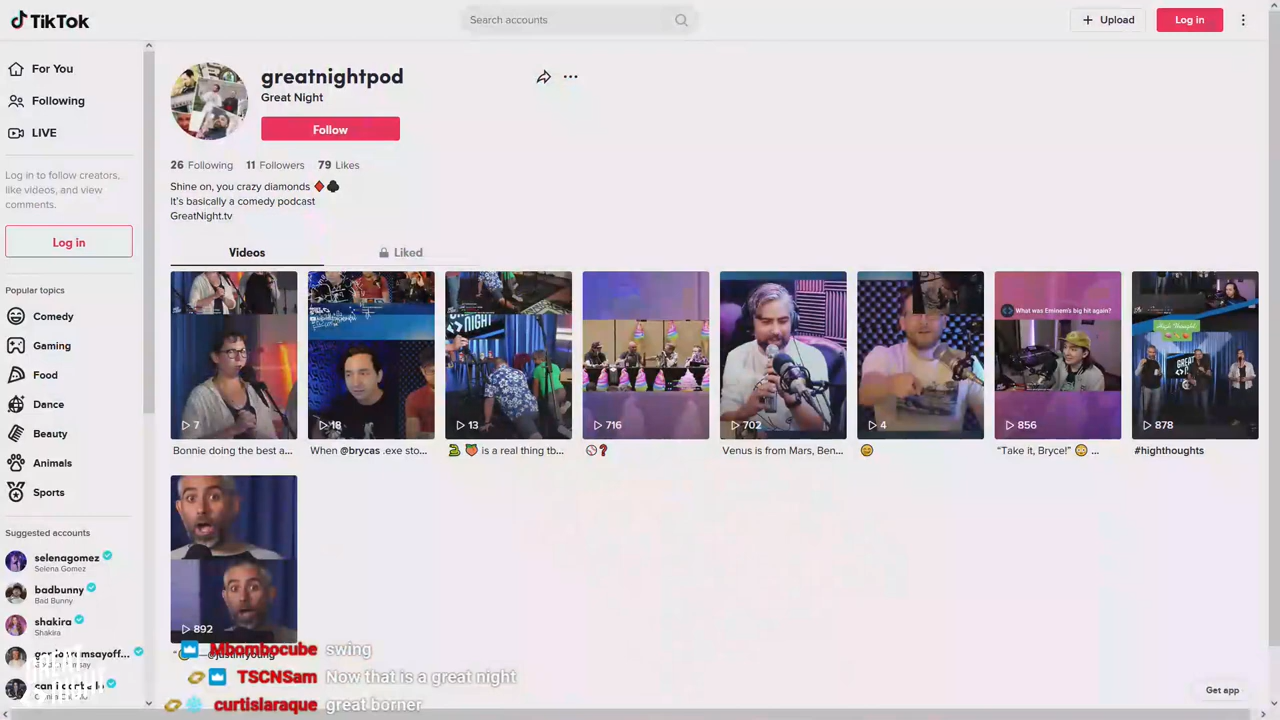 TikTok
Search accounts
Upload
Log in
For You
Following
LIVE
Log in to follow creators,
like videos, and view
comments.
Log in
Popular topics
Comedy
Gaming
Food
Dance
Beauty
Animals
Sports
Suggested accounts
selenagomez
Selena Gomez
badbunny
Bad Bunny
shakira
Shakira
greatnightpod
Great Night
Follow
26 Following 11 Followers 79 Likes
Shine on, you crazy diamonds ♦️♣️
It's basically a comedy podcast
GreatNight.tv
Videos
Liked
What was Eminem's big hit again?
High Thought
NIGHT
7
18
13
716
702
4
856
878
Bonnie doing the best a...
When @brycas .exe sto...
🐍 🍑 is a real thing tb...
⚾❓
Venus is from Mars, Ben...
😊
"Take it, Bryce!" 😳 ...
#highthoughts
892
Mbombocube swing
TSCNSam Now that is a great night
curtislaraque great borner
Get app